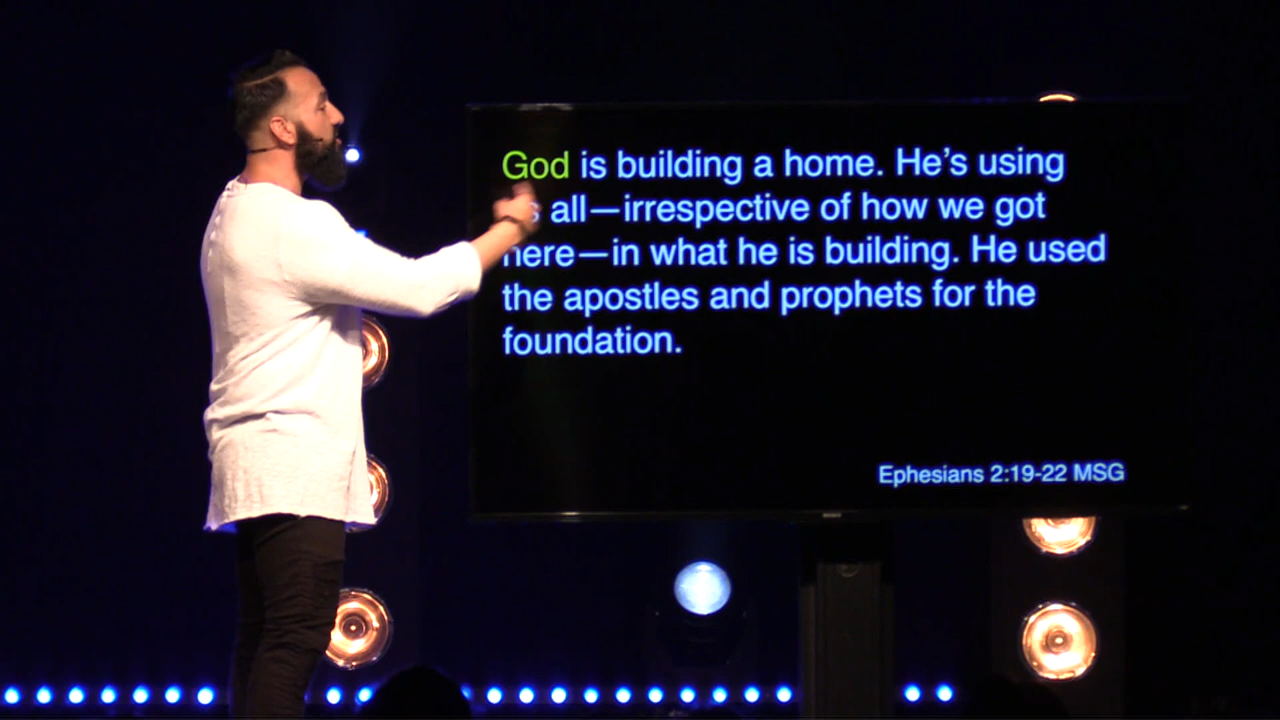 God is building a home. He’s using
all—irrespective of how we got
here—in what he is building. He used
the apostles and prophets for the
foundation.
Ephesians 2:19-22 MSG